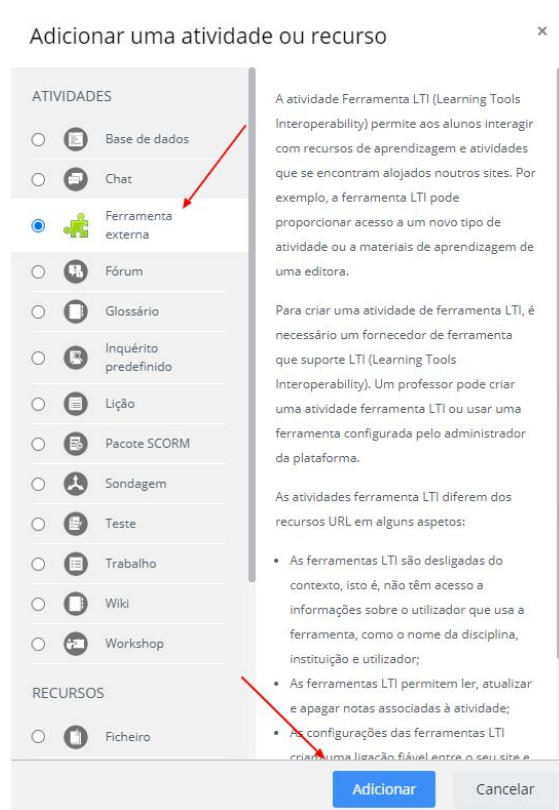 Adicionar uma atividade ou recurso
×
ATIVIDADES
Base de dados
Chat
Ferramenta
externa
Fórum
Glossário
Inquérito
predefinido
Lição
Pacote SCORM
Sondagem
Teste
Trabalho
Wiki
Workshop
RECURSOS
Ficheiro
A atividade Ferramenta LTI (Learning Tools
Interoperability) permite aos alunos interagir
com recursos de aprendizagem e atividades
que se encontram alojados noutros sites. Por
exemplo, a ferramenta LTI pode
proporcionar acesso a um novo tipo de
atividade ou a materiais de aprendizagem de
uma editora.
Para criar uma atividade de ferramenta LTI, é
necessário um fornecedor de ferramenta
que suporte LTI (Learning Tools
Interoperability). Um professor pode criar
uma atividade ferramenta LTI ou usar uma
ferramenta configurada pelo administrador
da plataforma.
As atividades ferramenta LTI diferem dos
recursos URL em alguns aspetos:
• As ferramentas LTI são desligadas do
contexto, isto é, não têm acesso a
informações sobre o utilizador que usa a
ferramenta, como o nome da disciplina,
instituição e utilizador;
• As ferramentas LTI permitem ler, atualizar
e apagar notas associadas à atividade;
• As configurações das ferramentas LTI
criam uma ligação fiável entre o seu site e
Adicionar
Cancelar